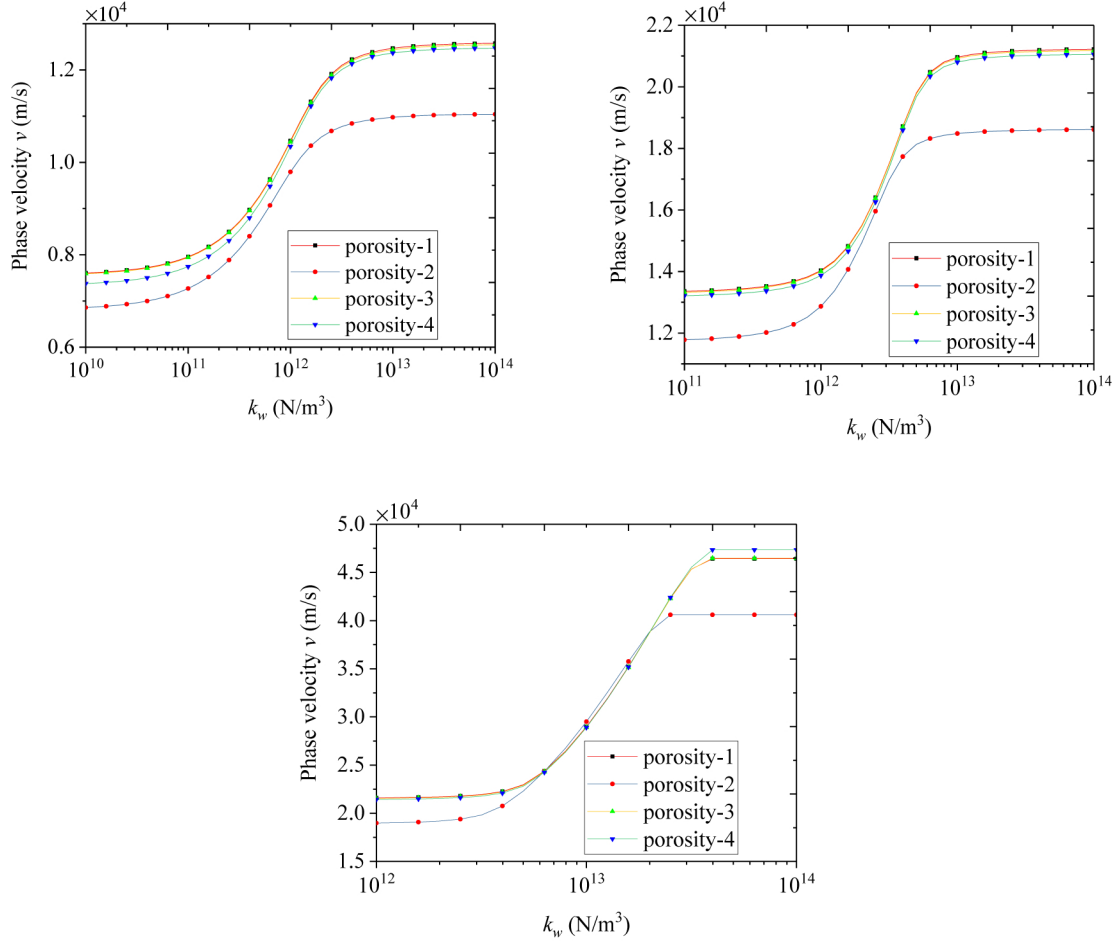 ×10⁴
1.2
1.0
0.8
0.6
Phase velocity v (m/s)
porosity-1
porosity-2
porosity-3
porosity-4
10¹⁰ 10¹¹ 10¹² 10¹³ 10¹⁴
k_w (N/m³)
×10⁴
2.2
2.0
1.8
1.6
1.4
1.2
Phase velocity v (m/s)
porosity-1
porosity-2
porosity-3
porosity-4
10¹¹ 10¹² 10¹³ 10¹⁴
k_w (N/m³)
×10⁴
5.0
4.5
4.0
3.5
3.0
2.5
2.0
1.5
Phase velocity v (m/s)
porosity-1
porosity-2
porosity-3
porosity-4
10¹² 10¹³ 10¹⁴
k_w (N/m³)